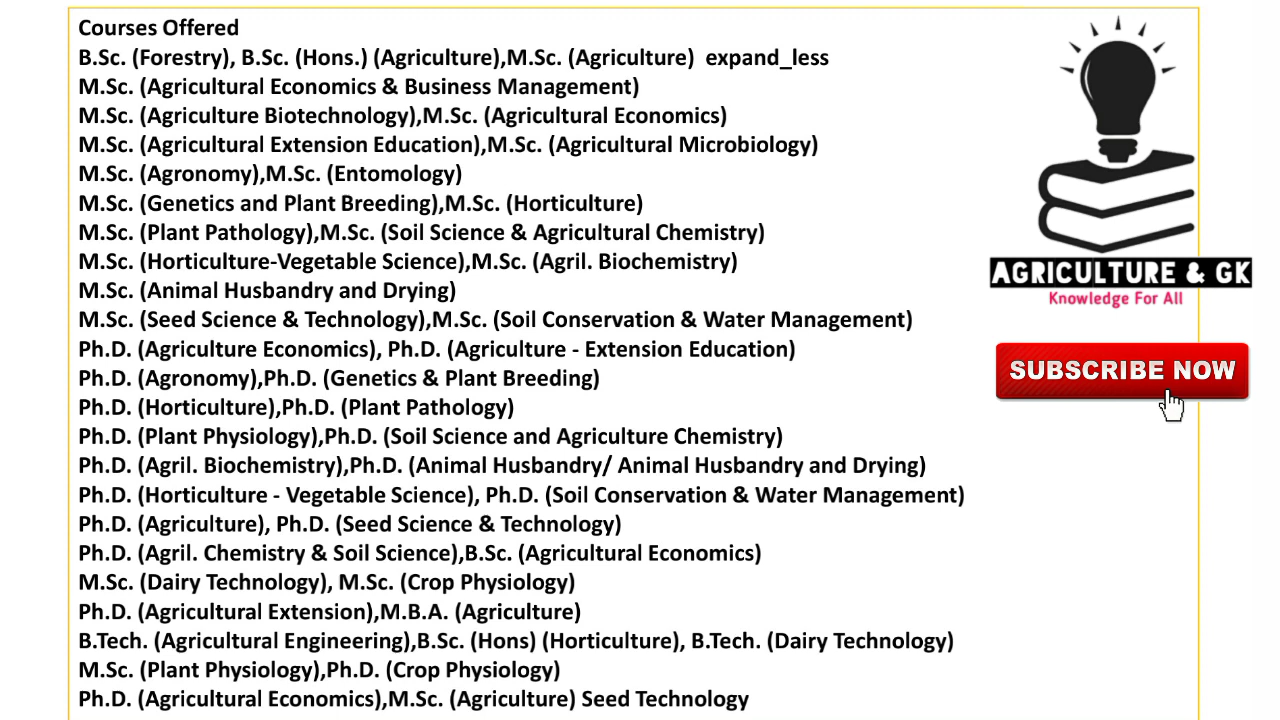 Courses Offered
B.Sc. (Forestry), B.Sc. (Hons.) (Agriculture),M.Sc. (Agriculture)  expand_less
M.Sc. (Agricultural Economics & Business Management)
M.Sc. (Agriculture Biotechnology),M.Sc. (Agricultural Economics)
M.Sc. (Agricultural Extension Education),M.Sc. (Agricultural Microbiology)
M.Sc. (Agronomy),M.Sc. (Entomology)
M.Sc. (Genetics and Plant Breeding),M.Sc. (Horticulture)
M.Sc. (Plant Pathology),M.Sc. (Soil Science & Agricultural Chemistry)
M.Sc. (Horticulture-Vegetable Science),M.Sc. (Agril. Biochemistry)
M.Sc. (Animal Husbandry and Drying)
M.Sc. (Seed Science & Technology),M.Sc. (Soil Conservation & Water Management)
Ph.D. (Agriculture Economics), Ph.D. (Agriculture - Extension Education)
Ph.D. (Agronomy),Ph.D. (Genetics & Plant Breeding)
Ph.D. (Horticulture),Ph.D. (Plant Pathology)
Ph.D. (Plant Physiology),Ph.D. (Soil Science and Agriculture Chemistry)
Ph.D. (Agril. Biochemistry),Ph.D. (Animal Husbandry/ Animal Husbandry and Drying)
Ph.D. (Horticulture - Vegetable Science), Ph.D. (Soil Conservation & Water Management)
Ph.D. (Agriculture), Ph.D. (Seed Science & Technology)
Ph.D. (Agril. Chemistry & Soil Science),B.Sc. (Agricultural Economics)
M.Sc. (Dairy Technology), M.Sc. (Crop Physiology)
Ph.D. (Agricultural Extension),M.B.A. (Agriculture)
B.Tech. (Agricultural Engineering),B.Sc. (Hons) (Horticulture), B.Tech. (Dairy Technology)
M.Sc. (Plant Physiology),Ph.D. (Crop Physiology)
Ph.D. (Agricultural Economics),M.Sc. (Agriculture) Seed Technology
AGRICULTURE & GK
Knowledge For All
SUBSCRIBE NOW